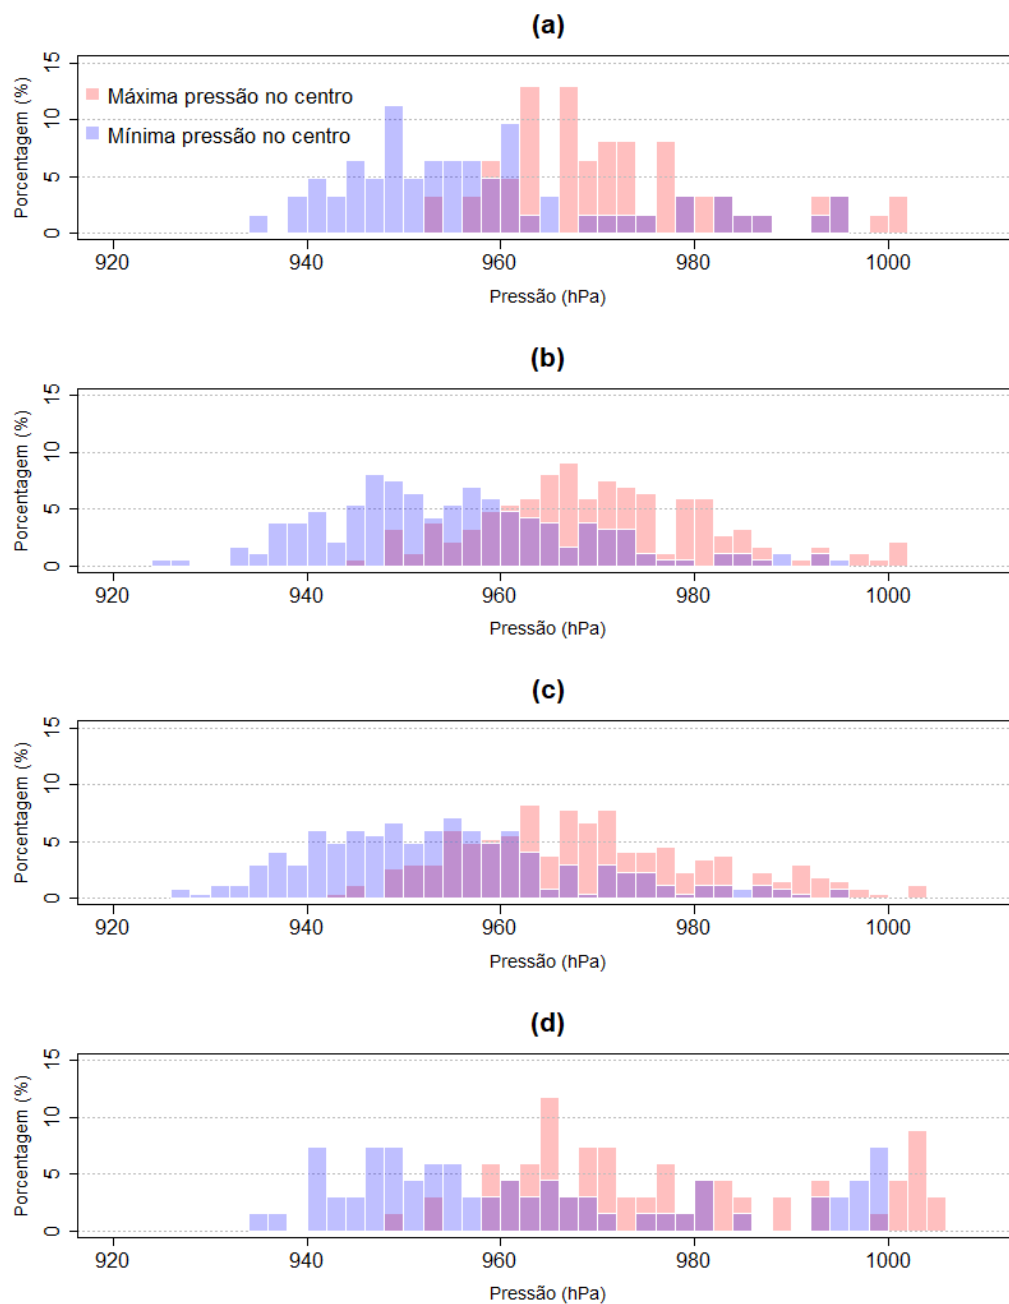 (a)
15
10
5
0
Porcentagem (%)
Máxima pressão no centro
Mínima pressão no centro
920 940 960 980 1000
Pressão (hPa)
(b)
15
10
5
0
Porcentagem (%)
920 940 960 980 1000
Pressão (hPa)
(c)
15
10
5
0
Porcentagem (%)
920 940 960 980 1000
Pressão (hPa)
(d)
15
10
5
0
Porcentagem (%)
920 940 960 980 1000
Pressão (hPa)